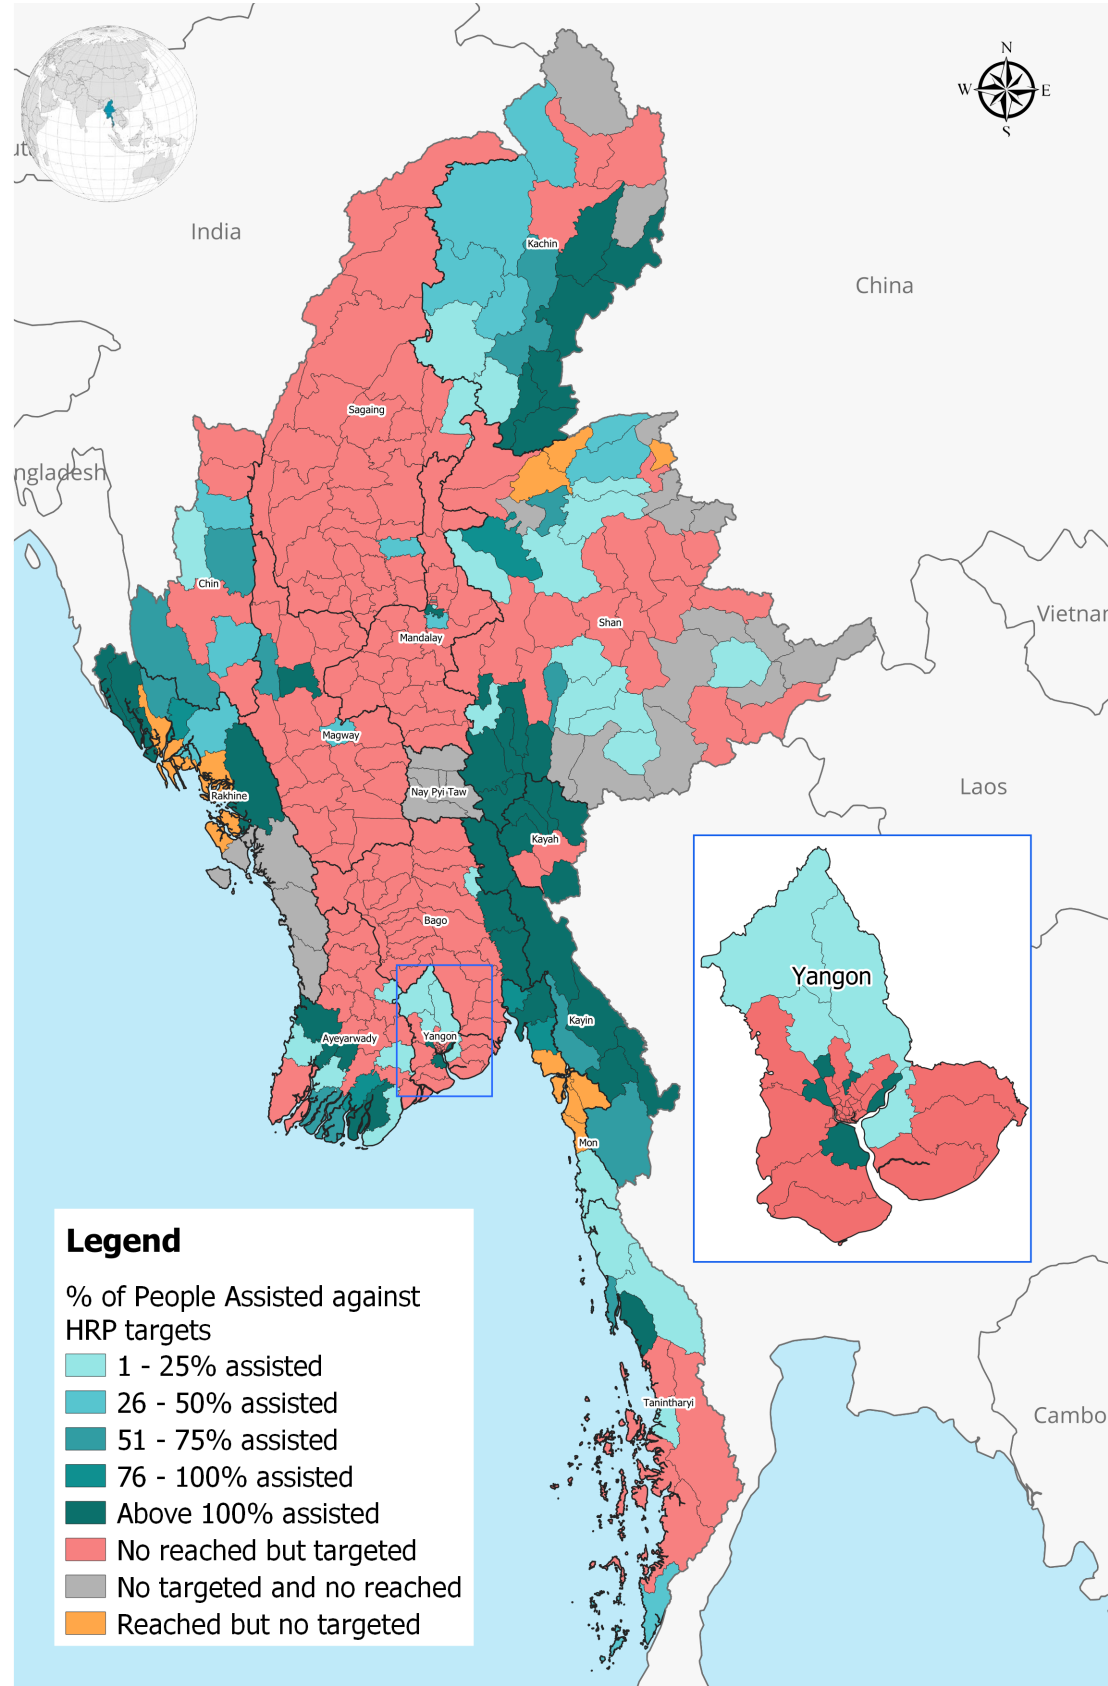 N
W E
S
India
China
Kachin
Sagaing
ngladesh
Chin
Shan
Vietnar
Mandalay
Magway
Nay Pyi Taw
Laos
Rakhine
Kayah
Bago
Yangon
Kayin
Ayeyarwady
Yangon
Mon
Tanintharyi
Cambo
Legend
% of People Assisted against
HRP targets
1 - 25% assisted
26 - 50% assisted
51 - 75% assisted
76 - 100% assisted
Above 100% assisted
No reached but targeted
No targeted and no reached
Reached but no targeted